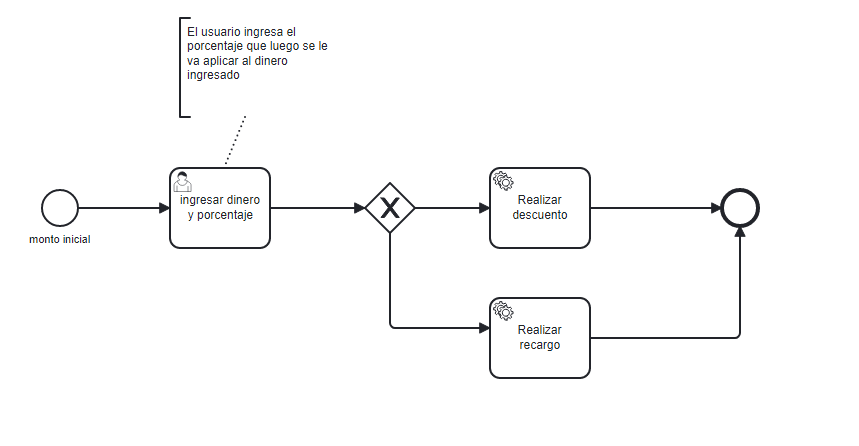 El usuario ingresa el
porcentaje que luego se le
va aplicar al dinero
ingresado
monto inicial
ingresar dinero
y porcentaje
Realizar
descuento
Realizar
recargo